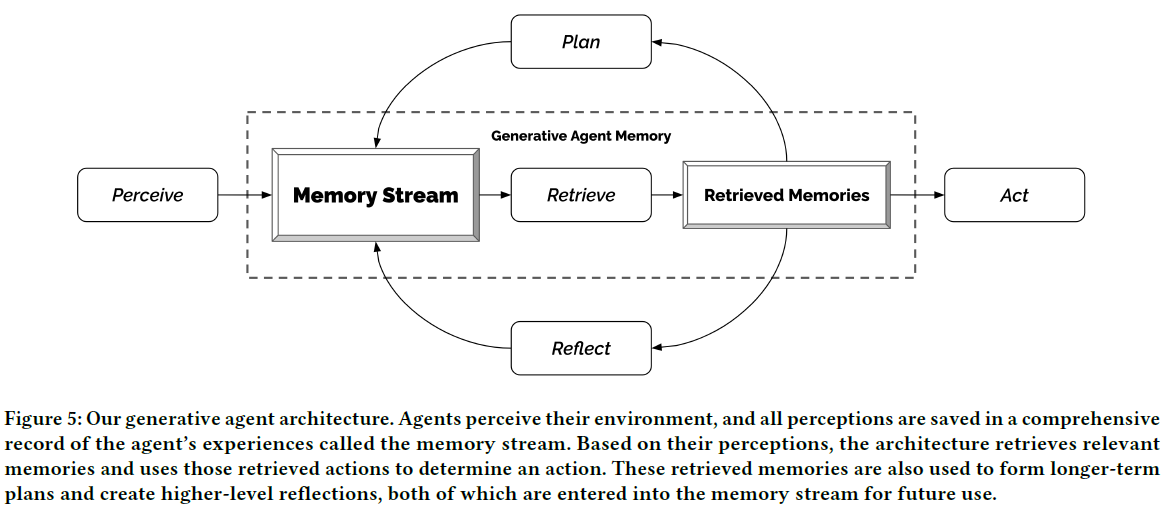 Plan
Generative Agent Memory
Perceive
Memory Stream
Retrieve
Retrieved Memories
Act
Reflect
Figure 5: Our generative agent architecture. Agents perceive their environment, and all perceptions are saved in a comprehensive
record of the agent's experiences called the memory stream. Based on their perceptions, the architecture retrieves relevant
memories and uses those retrieved actions to determine an action. These retrieved memories are also used to form longer-term
plans and create higher-level reflections, both of which are entered into the memory stream for future use.